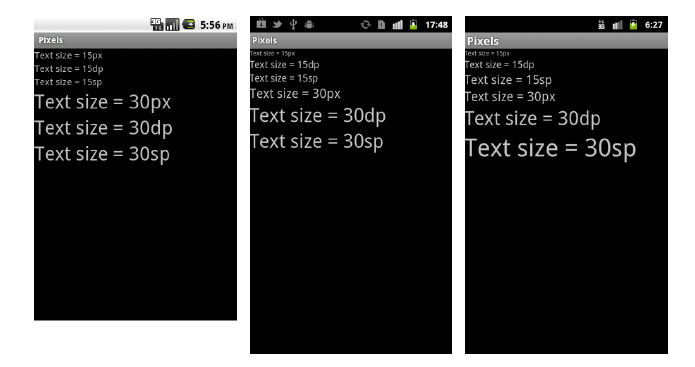 3G
5:56 PM
Pixels
Text size = 15px
Text size = 15dp
Text size = 15sp
Text size = 30px
Text size = 30dp
Text size = 30sp
17:48
Pixels
Text size = 15px
Text size = 15dp
Text size = 15sp
Text size = 30px
Text size = 30dp
Text size = 30sp
3G
6:27
Pixels
Text size = 15px
Text size = 15dp
Text size = 15sp
Text size = 30px
Text size = 30dp
Text size = 30sp